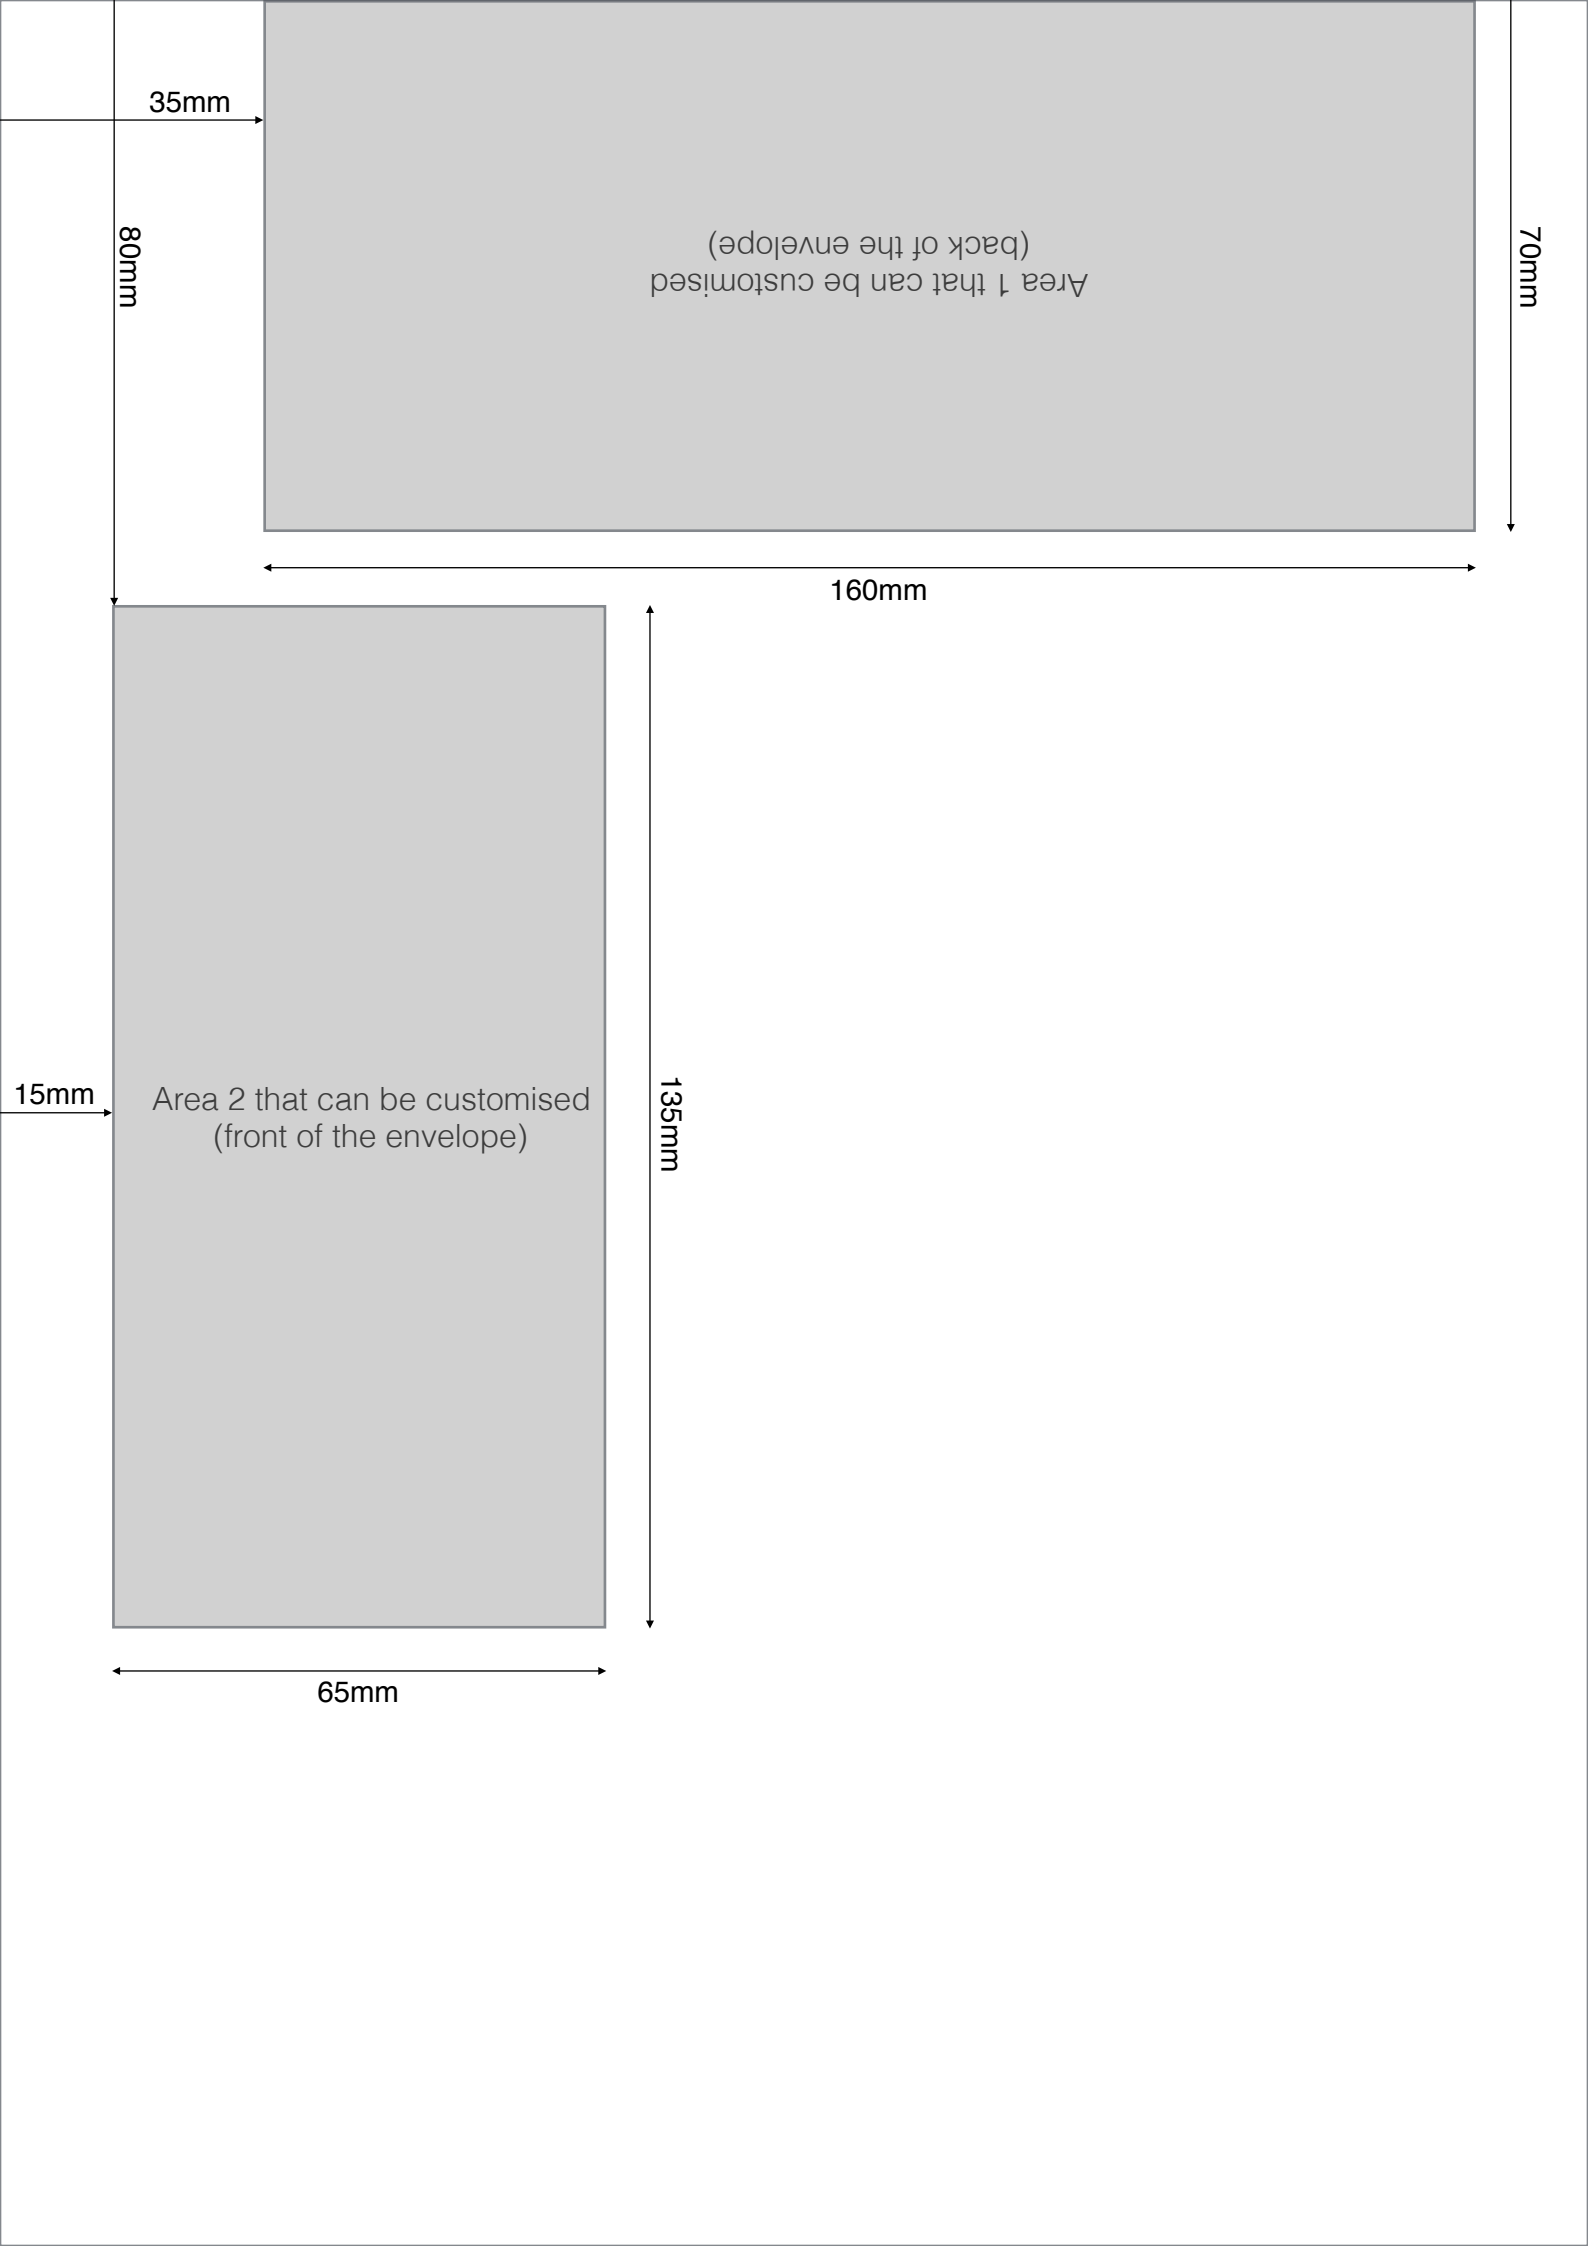 35mm
80mm
70mm
Area 1 that can be customised
(back of the envelope)
160mm
15mm
Area 2 that can be customised
(front of the envelope)
135mm
65mm